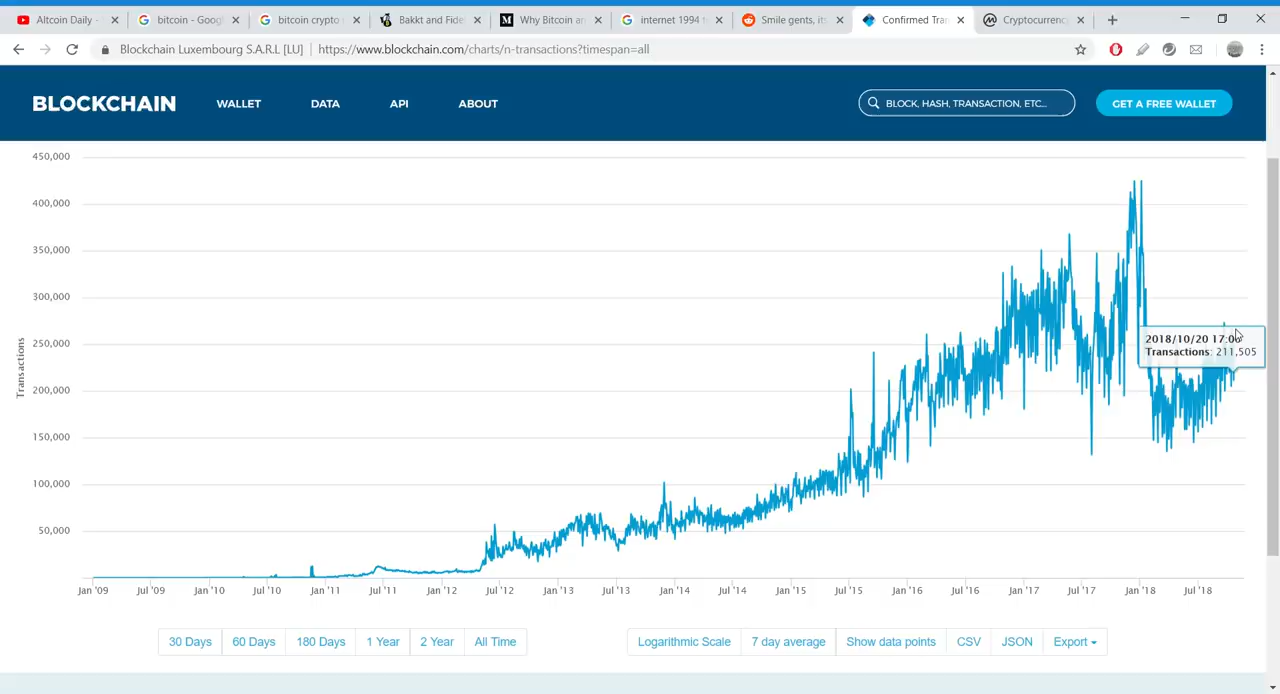 Altcoin Daily -
bitcoin - Googl
bitcoin crypto t
Bakkt and Fide
Why Bitcoin an
internet 1994 t
Smile gents, its
Confirmed Tran
Cryptocurrency
Blockchain Luxembourg S.A.R.L [LU] | https://www.blockchain.com/charts/n-transactions?timespan=all
BLOCKCHAIN WALLET DATA API ABOUT BLOCK, HASH, TRANSACTION, ETC... GET A FREE WALLET
450,000
400,000
350,000
300,000
250,000
200,000
150,000
100,000
50,000
Transactions
2018/10/20 17:00
Transactions: 211,505
Jan '09 Jul '09 Jan '10 Jul '10 Jan '11 Jul '11 Jan '12 Jul '12 Jan '13 Jul '13 Jan '14 Jul '14 Jan '15 Jul '15 Jan '16 Jul '16 Jan '17 Jul '17 Jan '18 Jul '18
30 Days 60 Days 180 Days 1 Year 2 Year All Time Logarithmic Scale 7 day average Show data points CSV JSON Export